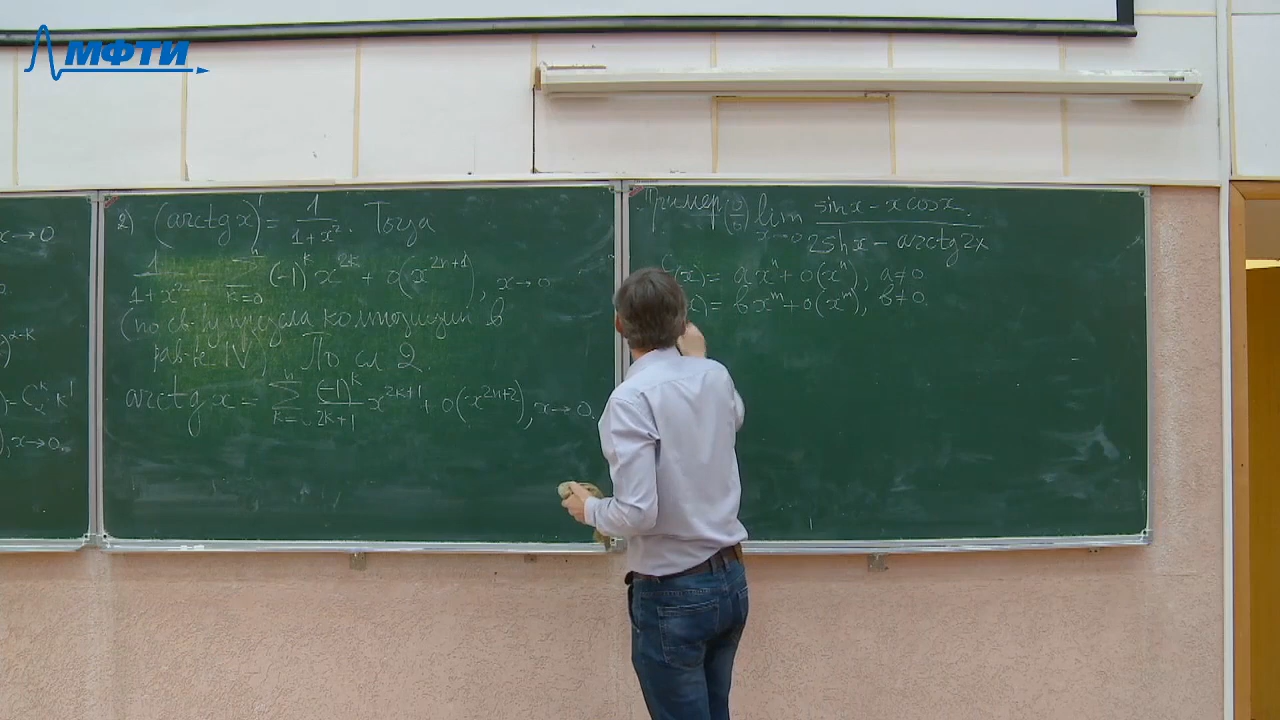 МФТИ
x→0
)^{α-k}
)- C_α^k k!
), x→0
2) (arctg x)' = 1/(1+x²). Тогда
1/(1+x²) = Σ_{k=0}^n (-1)^k x^{2k} + o(x^{2n+1}), x→0
(по св-ву предела композиции в
рав-ве IV) По сл 2
arctg x = Σ_{k=0}^n (-1)^k/(2k+1) x^{2k+1} + o(x^{2n+2}), x→0.
Пример (0/0) lim_{x→0} (sin x - x cos x)/(2sh x - arctg 2x)
(x) = ax^n + o(x^n), a≠0
(x) = bx^m + o(x^m), b≠0.